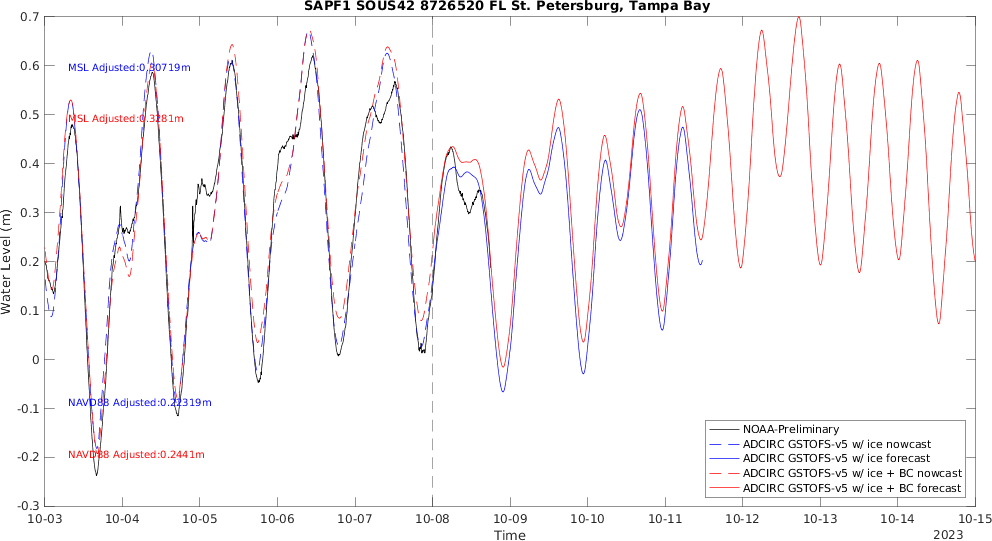 SAPF1 SOUS42 8726520 FL St. Petersburg, Tampa Bay
0.7
0.6
0.5
0.4
0.3
0.2
0.1
0
-0.1
-0.2
-0.3
Water Level (m)
MSL Adjusted:0.30719m
MSL Adjusted:0.3281m
NAVD88 Adjusted:0.22319m
NAVD88 Adjusted:0.2441m
NOAA-Preliminary
ADCIRC GSTOFS-v5 w/ ice nowcast
ADCIRC GSTOFS-v5 w/ ice forecast
ADCIRC GSTOFS-v5 w/ ice + BC nowcast
ADCIRC GSTOFS-v5 w/ ice + BC forecast
10-03 10-04 10-05 10-06 10-07 10-08 10-09 10-10 10-11 10-12 10-13 10-14 10-15
Time
2023